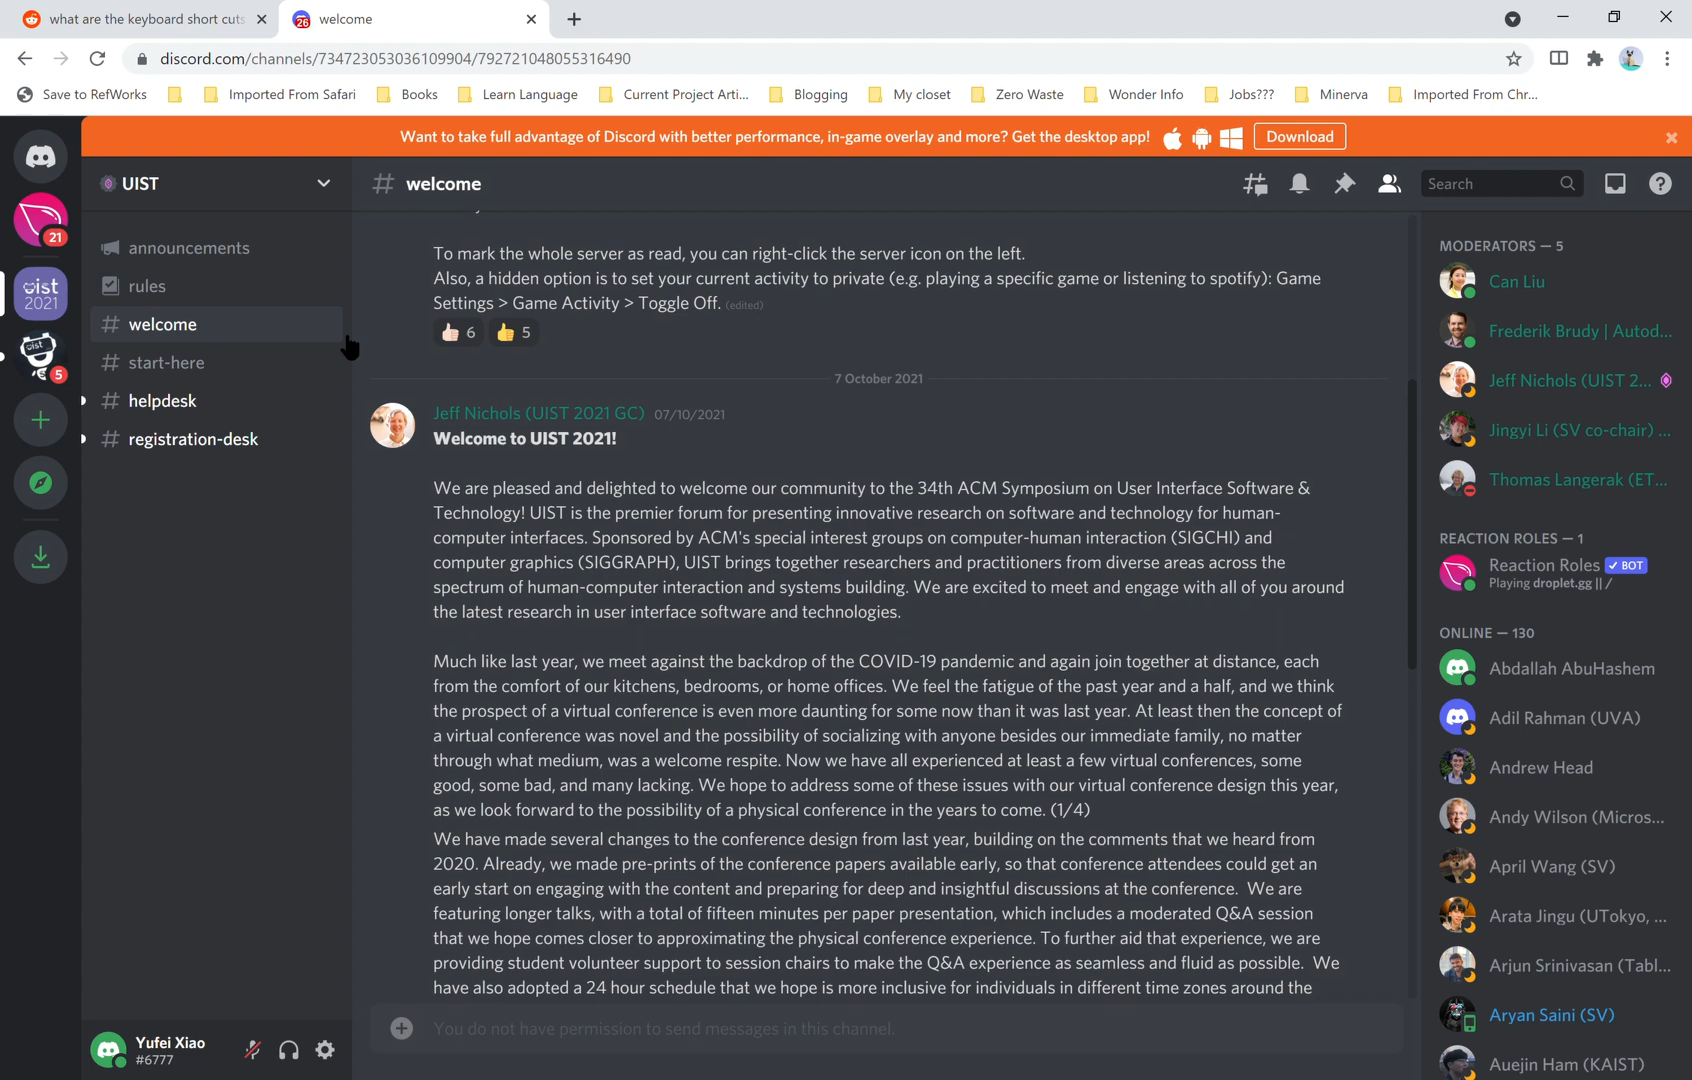 what are the keyboard short cuts
26
welcome
discord.com/channels/734723053036109904/792721048055316490
Save to RefWorks
Imported From Safari
Books
Learn Language
Current Project Arti...
Blogging
My closet
Zero Waste
Wonder Info
Jobs???
Minerva
Imported From Chr...
Want to take full advantage of Discord with better performance, in-game overlay and more? Get the desktop app!
Download
21
uist
2021
uist
5
UIST
announcements
rules
welcome
start-here
helpdesk
registration-desk
Yufei Xiao
#6777
welcome
Search
To mark the whole server as read, you can right-click the server icon on the left.
Also, a hidden option is to set your current activity to private (e.g. playing a specific game or listening to spotify): Game
Settings > Game Activity > Toggle Off. (edited)
6
5
7 October 2021
Jeff Nichols (UIST 2021 GC) 07/10/2021
Welcome to UIST 2021!
We are pleased and delighted to welcome our community to the 34th ACM Symposium on User Interface Software &
Technology! UIST is the premier forum for presenting innovative research on software and technology for human-
computer interfaces. Sponsored by ACM's special interest groups on computer-human interaction (SIGCHI) and
computer graphics (SIGGRAPH), UIST brings together researchers and practitioners from diverse areas across the
spectrum of human-computer interaction and systems building. We are excited to meet and engage with all of you around
the latest research in user interface software and technologies.
Much like last year, we meet against the backdrop of the COVID-19 pandemic and again join together at distance, each
from the comfort of our kitchens, bedrooms, or home offices. We feel the fatigue of the past year and a half, and we think
the prospect of a virtual conference is even more daunting for some now than it was last year. At least then the concept of
a virtual conference was novel and the possibility of socializing with anyone besides our immediate family, no matter
through what medium, was a welcome respite. Now we have all experienced at least a few virtual conferences, some
good, some bad, and many lacking. We hope to address some of these issues with our virtual conference design this year,
as we look forward to the possibility of a physical conference in the years to come. (1/4)
We have made several changes to the conference design from last year, building on the comments that we heard from
2020. Already, we made pre-prints of the conference papers available early, so that conference attendees could get an
early start on engaging with the content and preparing for deep and insightful discussions at the conference. We are
featuring longer talks, with a total of fifteen minutes per paper presentation, which includes a moderated Q&A session
that we hope comes closer to approximating the physical conference experience. To further aid that experience, we are
providing student volunteer support to session chairs to make the Q&A experience as seamless and fluid as possible. We
have also adopted a 24 hour schedule that we hope is more inclusive for individuals in different time zones around the
You do not have permission to send messages in this channel.
MODERATORS — 5
Can Liu
Frederik Brudy | Autod...
Jeff Nichols (UIST 2...
Jingyi Li (SV co-chair) ...
Thomas Langerak (ET...
REACTION ROLES — 1
Reaction Roles ✓ BOT
Playing droplet.gg || /
ONLINE — 130
Abdallah AbuHashem
Adil Rahman (UVA)
Andrew Head
Andy Wilson (Micros...
April Wang (SV)
Arata Jingu (UTokyo, ...
Arjun Srinivasan (Tabl...
Aryan Saini (SV)
Auejin Ham (KAIST)